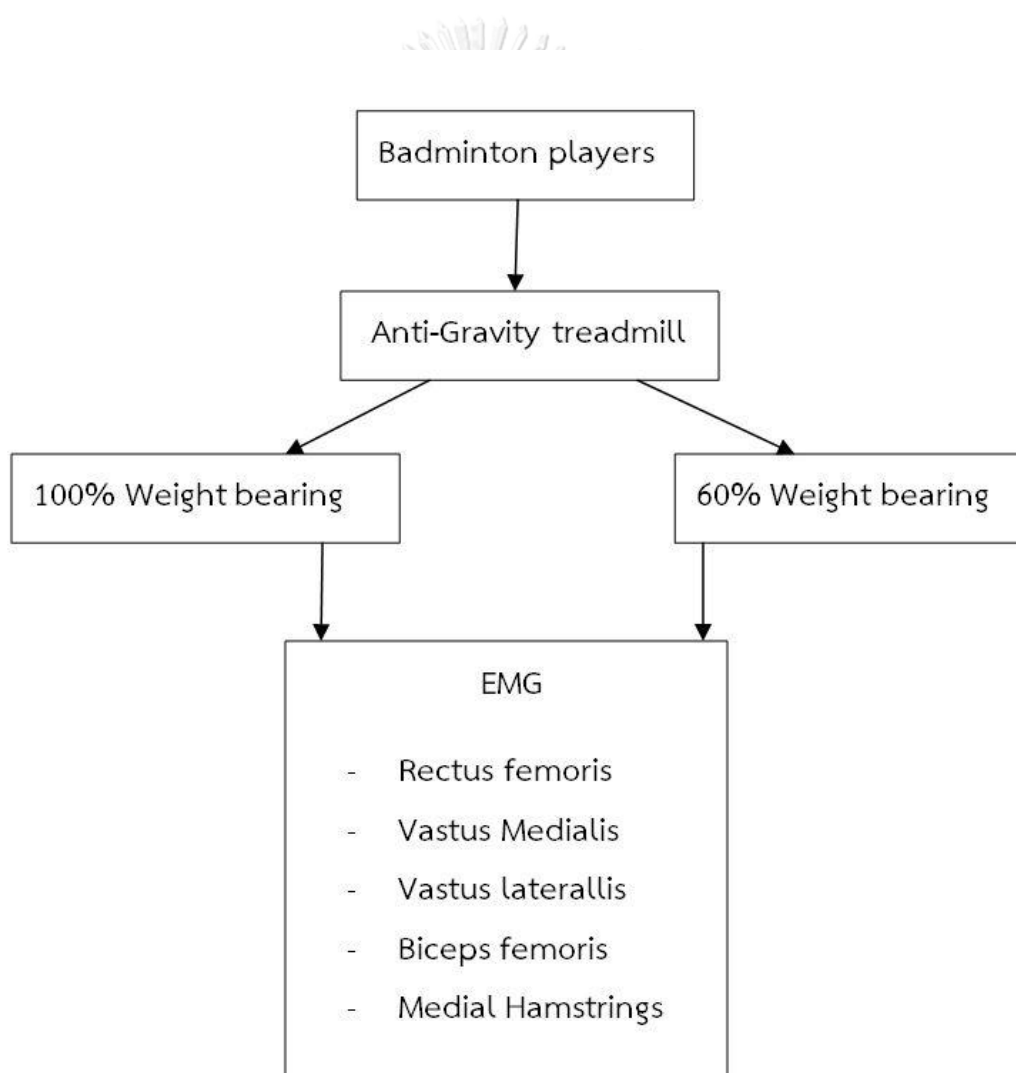 Badminton players
Anti-Gravity treadmill
100% Weight bearing
60% Weight bearing
EMG
- Rectus femoris
- Vastus Medialis
- Vastus laterallis
- Biceps femoris
- Medial Hamstrings